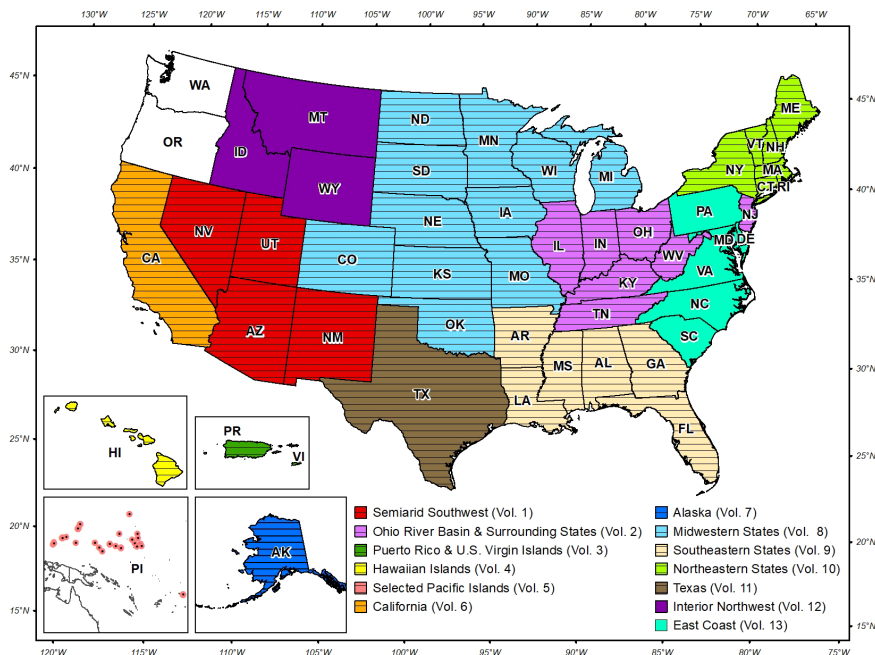 130°W 125°W 120°W 115°W 110°W 105°W 100°W 95°W 90°W 85°W 80°W 75°W 70°W 65°W
45°N
40°N
35°N
30°N
25°N
20°N
15°N
45°N
40°N
35°N
30°N
25°N
20°N
15°N
WA
OR
MT
ID
WY
ND
MN
SD
WI
MI
NE
IA
NV
UT
CO
KS
MO
IL
IN
OH
KY
WV
TN
CA
AZ
NM
OK
TX
AR
LA
MS
AL
GA
FL
ME
VT
NH
NY
MA
CT
RI
PA
NJ
MD
DE
VA
NC
SC
HI
PR
VI
PI
AK
Semiarid Southwest (Vol. 1)
Ohio River Basin & Surrounding States (Vol. 2)
Puerto Rico & U.S. Virgin Islands (Vol. 3)
Hawaiian Islands (Vol. 4)
Selected Pacific Islands (Vol. 5)
California (Vol. 6)
Alaska (Vol. 7)
Midwestern States (Vol. 8)
Southeastern States (Vol. 9)
Northeastern States (Vol. 10)
Texas (Vol. 11)
Interior Northwest (Vol. 12)
East Coast (Vol. 13)
120°W 115°W 110°W 105°W 100°W 95°W 90°W 85°W 80°W 75°W